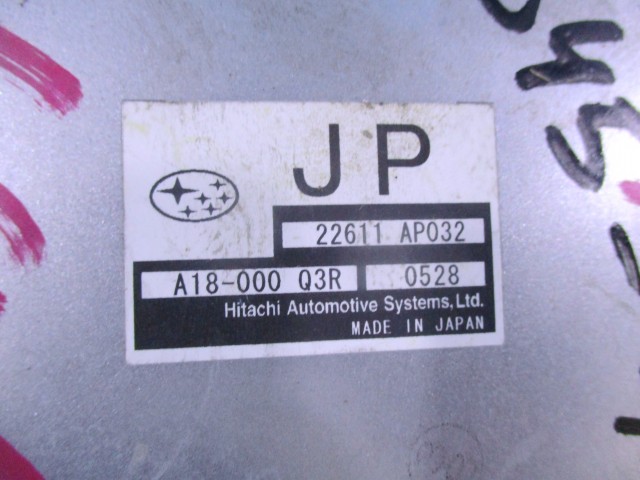 JP
22611 AP032
A18-000 Q3R 0528
Hitachi Automotive Systems, Ltd.
MADE IN JAPAN